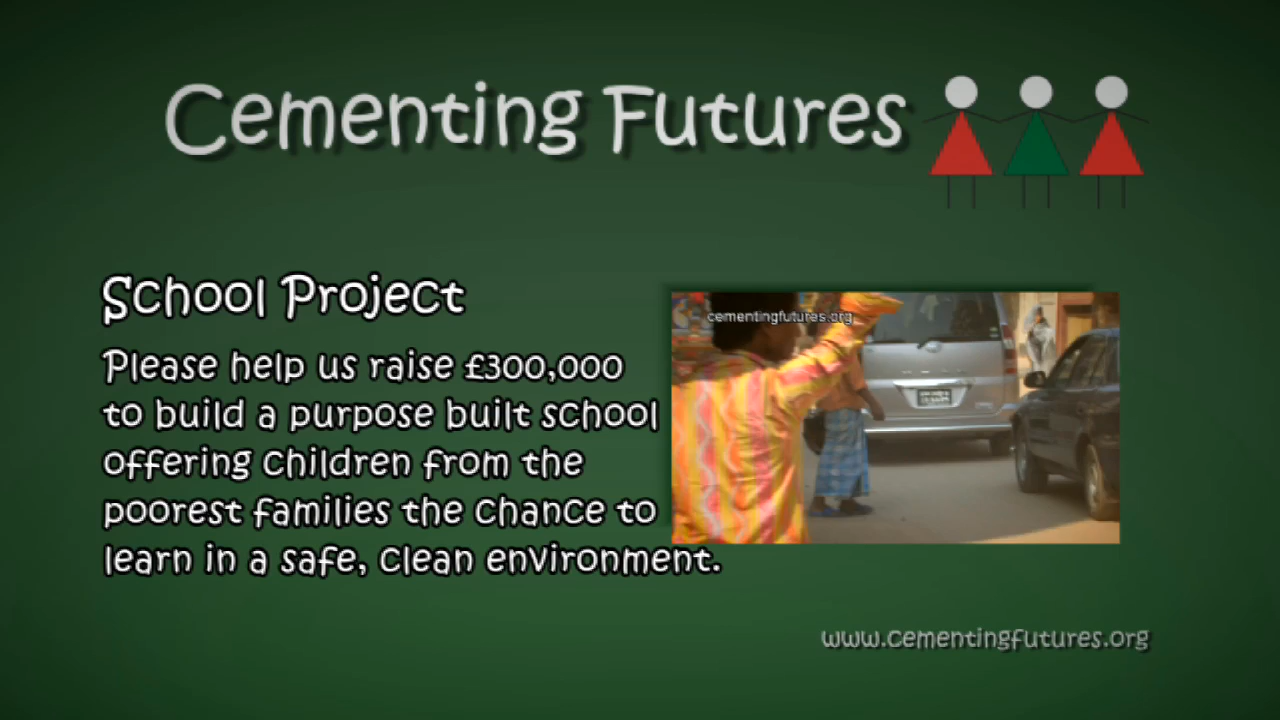 Cementing Futures
School Project
Please help us raise £300,000
to build a purpose built school
offering children from the
poorest families the chance to
learn in a safe, clean environment.
cementingfutures.org
www.cementingfutures.org